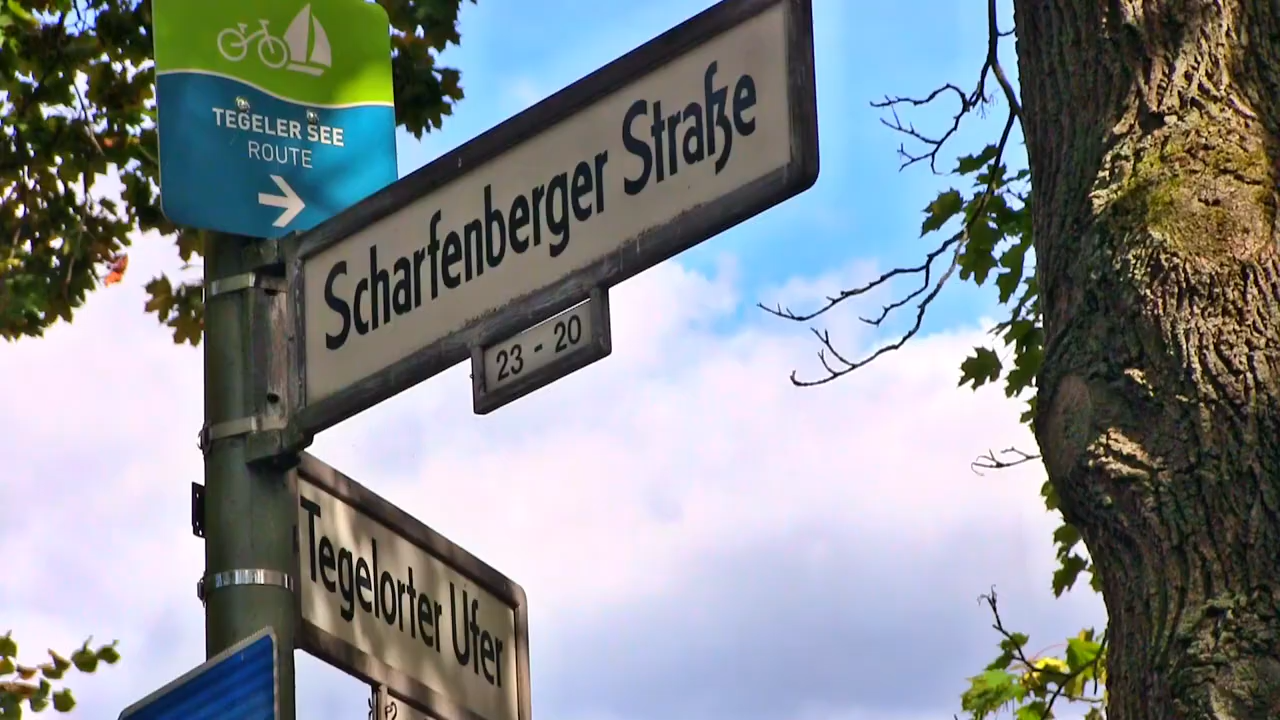 TEGELER SEE
ROUTE
Scharfenberger Straße
23 - 20
Tegelorter Ufer